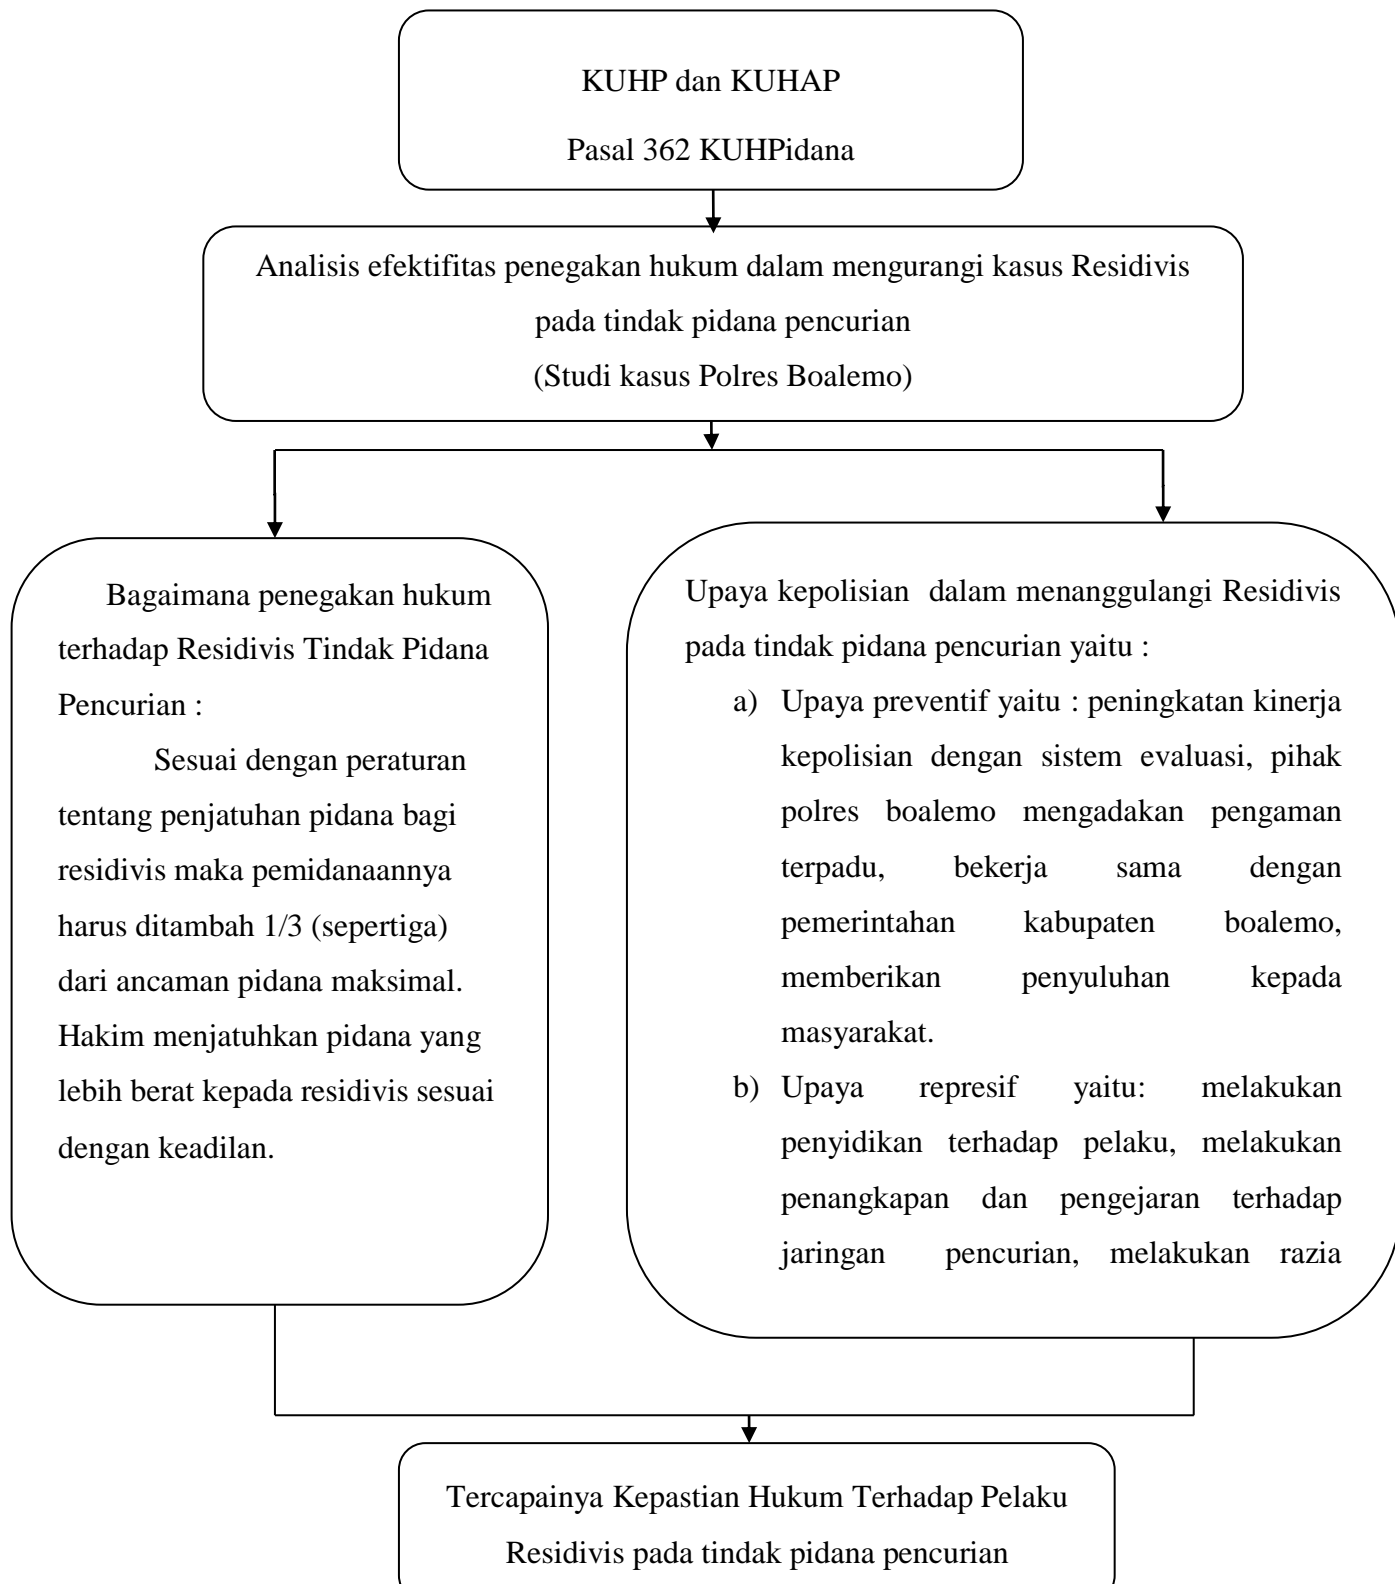 KUHP dan KUHAP
Pasal 362 KUHPidana
Analisis efektifitas penegakan hukum dalam mengurangi kasus Residivis
pada tindak pidana pencurian
(Studi kasus Polres Boalemo)
Bagaimana penegakan hukum
terhadap Residivis Tindak Pidana
Pencurian :
Sesuai dengan peraturan
tentang penjatuhan pidana bagi
residivis maka pemidanaannya
harus ditambah 1/3 (sepertiga)
dari ancaman pidana maksimal.
Hakim menjatuhkan pidana yang
lebih berat kepada residivis sesuai
dengan keadilan.
Upaya kepolisian dalam menanggulangi Residivis
pada tindak pidana pencurian yaitu :
a) Upaya preventif yaitu : peningkatan kinerja
kepolisian dengan sistem evaluasi, pihak
polres boalemo mengadakan pengaman
terpadu, bekerja sama dengan
pemerintahan kabupaten boalemo,
memberikan penyuluhan kepada
masyarakat.
b) Upaya represif yaitu: melakukan
penyidikan terhadap pelaku, melakukan
penangkapan dan pengejaran terhadap
jaringan pencurian, melakukan razia
Tercapainya Kepastian Hukum Terhadap Pelaku
Residivis pada tindak pidana pencurian